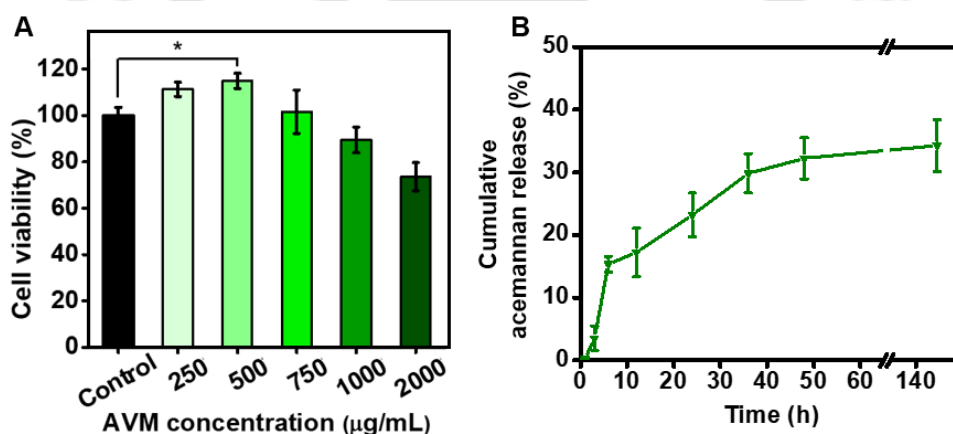 A
Cell viability (%)
120
100
80
60
40
20
0
*
Control
250
500
750
1000
2000
AVM concentration (μg/mL)
B
Cumulative
acemannan release (%)
50
40
30
20
10
0
0 10 20 30 40 50 60 140
Time (h)